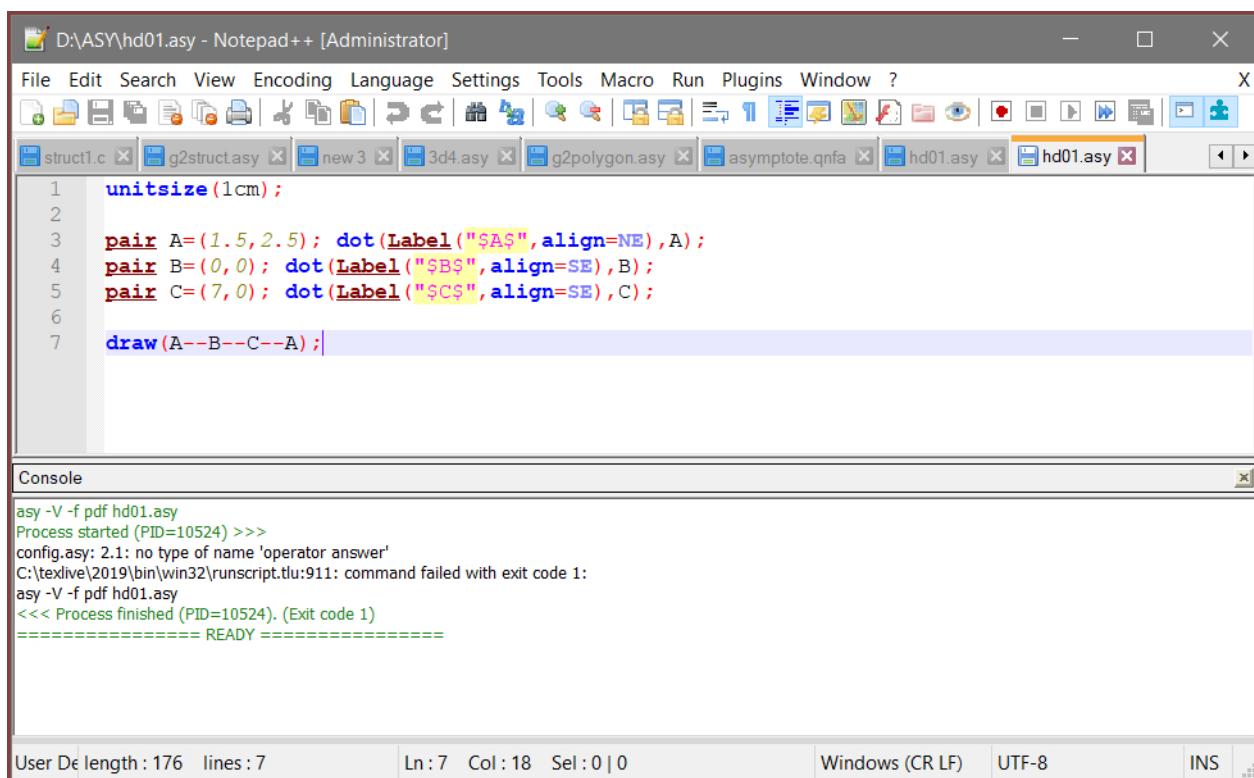 D:\ASY\hd01.asy - Notepad++ [Administrator]
File Edit Search View Encoding Language Settings Tools Macro Run Plugins Window ? X
struct1.c g2struct.asy new 3 3d4.asy g2polygon.asy asymptote.qnfa hd01.asy hd01.asy
1 unitsize(1cm);
2
3 pair A=(1.5,2.5); dot(Label("$A$",align=NE),A);
4 pair B=(0,0); dot(Label("$B$",align=SE),B);
5 pair C=(7,0); dot(Label("$C$",align=SE),C);
6
7 draw(A--B--C--A);
Console
asy -V -f pdf hd01.asy
Process started (PID=10524) >>>
config.asy: 2.1: no type of name 'operator answer'
C:\texlive\2019\bin\win32\runscript.tlu:911: command failed with exit code 1:
asy -V -f pdf hd01.asy
<<< Process finished (PID=10524). (Exit code 1)
================ READY ================
User De length : 176 lines : 7 Ln : 7 Col : 18 Sel : 0 | 0 Windows (CR LF) UTF-8 INS